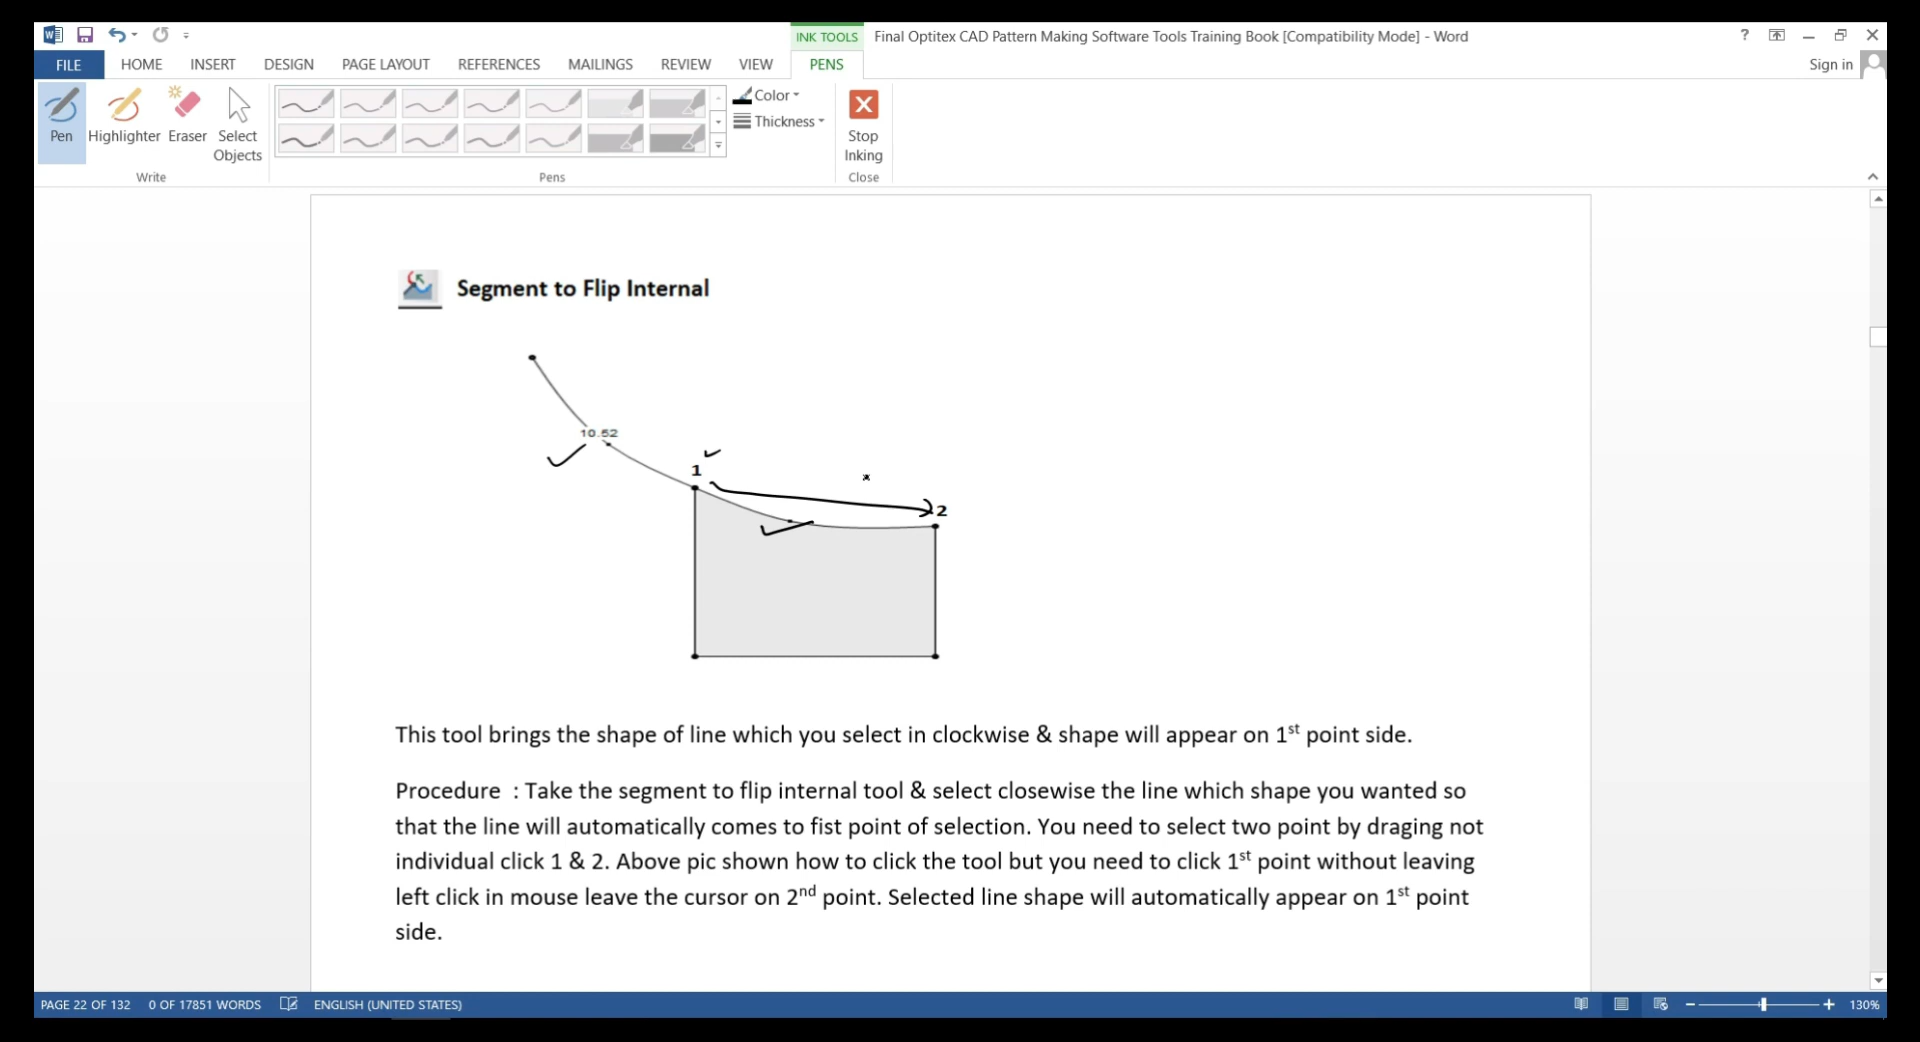 INK TOOLS Final Optitex CAD Pattern Making Software Tools Training Book [Compatibility Mode] - Word ?
FILE HOME INSERT DESIGN PAGE LAYOUT REFERENCES MAILINGS REVIEW VIEW PENS Sign in
Pen Highlighter Eraser Select Objects
Color
Thickness
Stop Inking
Write Pens Close
Segment to Flip Internal
10.52
1
2
This tool brings the shape of line which you select in clockwise & shape will appear on 1st point side.
Procedure : Take the segment to flip internal tool & select closewise the line which shape you wanted so
that the line will automatically comes to fist point of selection. You need to select two point by draging not
individual click 1 & 2. Above pic shown how to click the tool but you need to click 1st point without leaving
left click in mouse leave the cursor on 2nd point. Selected line shape will automatically appear on 1st point
side.
PAGE 22 OF 132 0 OF 17851 WORDS ENGLISH (UNITED STATES) 130%